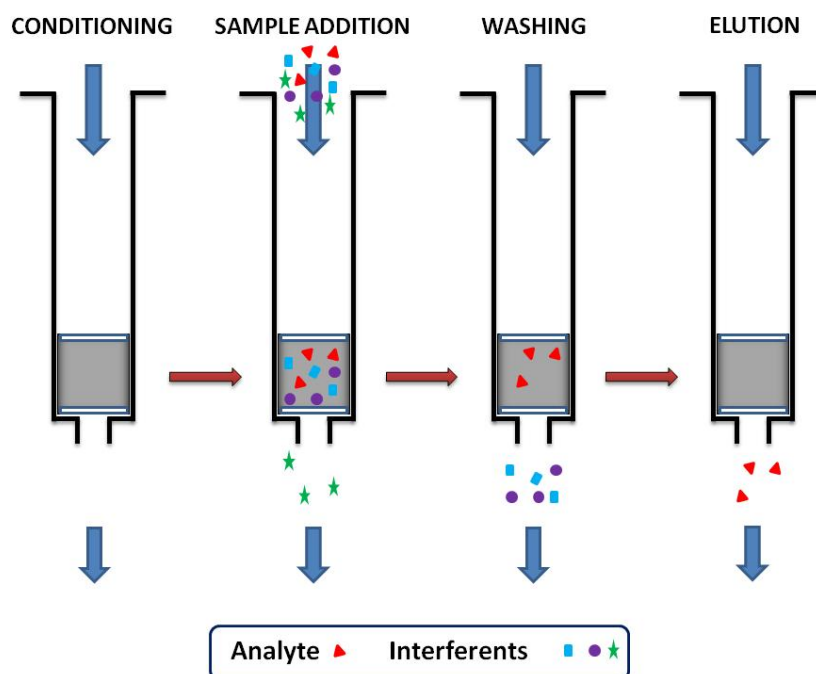 CONDITIONING
SAMPLE ADDITION
WASHING
ELUTION
Analyte
Interferents